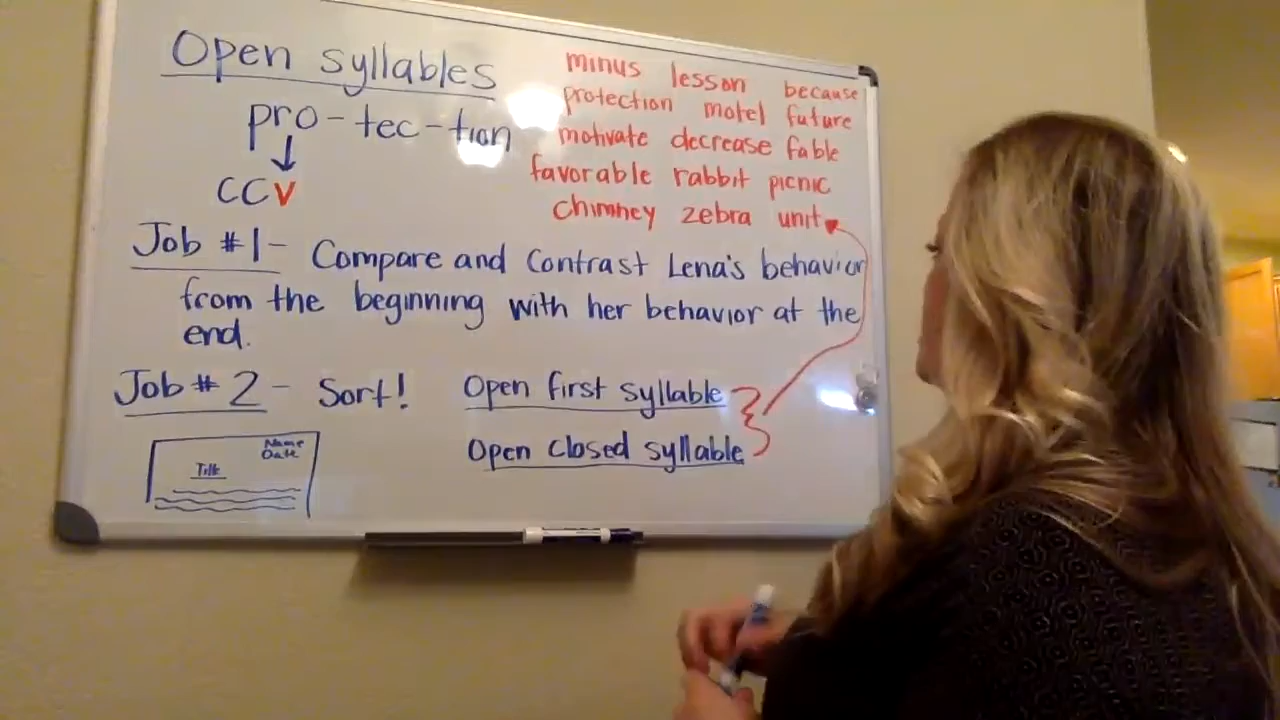 Open syllables
pro-tec-tion
CCV
minus lesson because
protection motel future
motivate decrease fable
favorable rabbit picnic
chimney zebra unit
Job #1- Compare and Contrast Lena's behavior
from the beginning with her behavior at the
end.
Job # 2- Sort! Open first syllable
Open closed syllable
Name
Date
Title